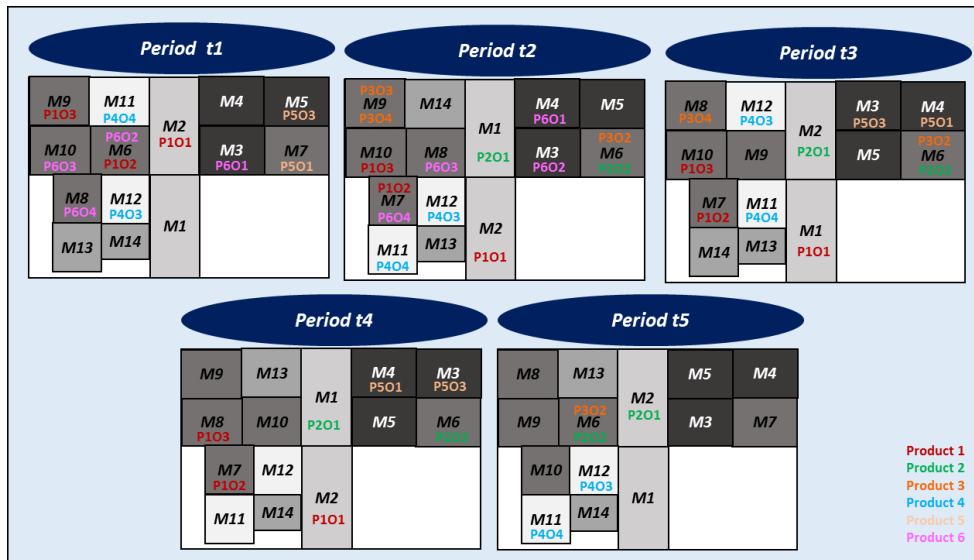 Period t1
Period t2
Period t3
M9
P1O3
M11
P4O4
M2
P1O1
M4
M5
P5O3
M10
P6O3
P6O2
M6
P1O2
M3
P6O1
M7
P5O1
M8
P6O4
M12
P4O3
M1
M13
M14
P3O3
M9
P3O4
M14
M1
P2O1
M4
P6O1
M5
M10
P1O3
M8
P6O3
M3
P6O2
P3O2
M6
P2O2
P1O2
M7
P6O4
M12
P4O3
M2
P1O1
M11
P4O4
M13
M8
P3O4
M12
P4O3
M2
P2O1
M3
P5O3
M4
P5O1
M10
P1O3
M9
M5
P3O2
M6
P2O2
M7
P1O2
M11
P4O4
M1
P1O1
M14
M13
Period t4
Period t5
M9
M13
M1
P2O1
M4
P5O1
M3
P5O3
M8
P1O3
M10
M5
M6
P2O2
M7
P1O2
M12
M2
P1O1
M11
M14
M8
M13
M2
P2O1
M5
M4
M9
P3O2
M6
P2O2
M3
M7
M10
M12
P4O3
M1
M11
P4O4
M14
Product 1
Product 2
Product 3
Product 4
Product 5
Product 6